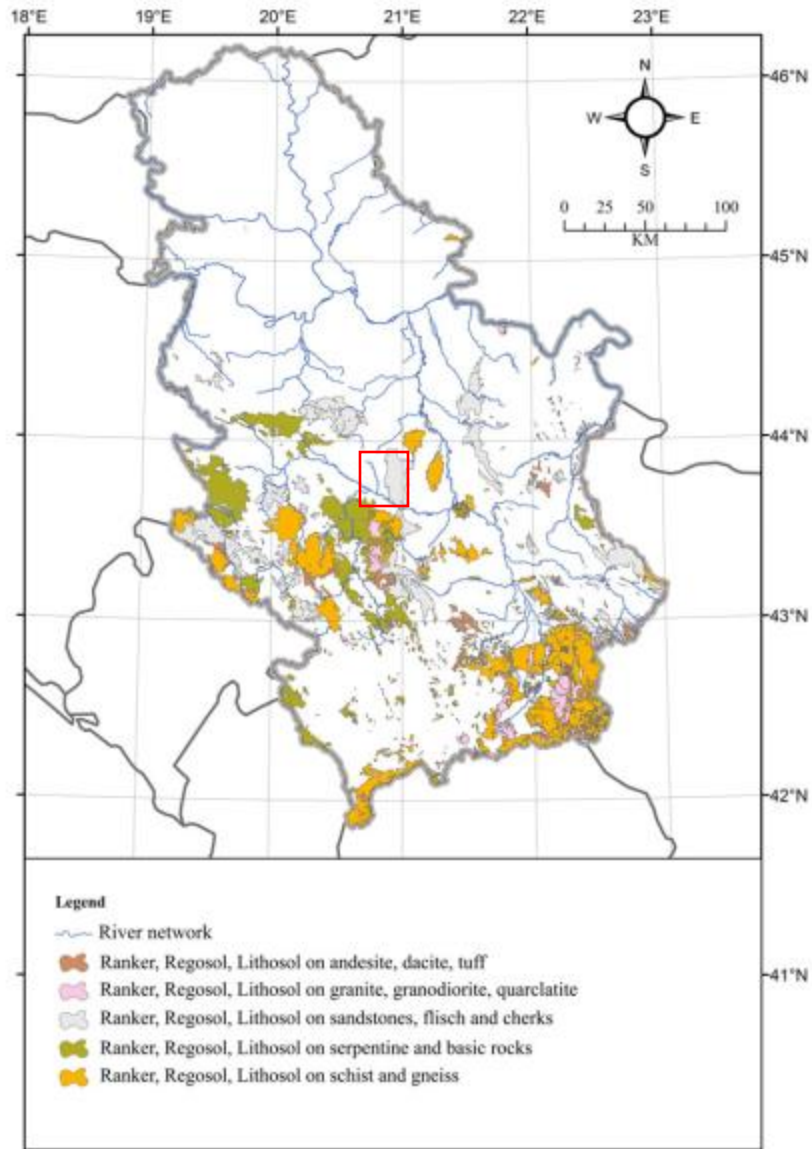 18°E 19°E 20°E 21°E 22°E 23°E
46°N
N
W E
S
0 25 50 100
KM
45°N
44°N
43°N
42°N
41°N
Legend
River network
Ranker, Regosol, Lithosol on andesite, dacite, tuff
Ranker, Regosol, Lithosol on granite, granodiorite, quarclatite
Ranker, Regosol, Lithosol on sandstones, flisch and cherks
Ranker, Regosol, Lithosol on serpentine and basic rocks
Ranker, Regosol, Lithosol on schist and gneiss